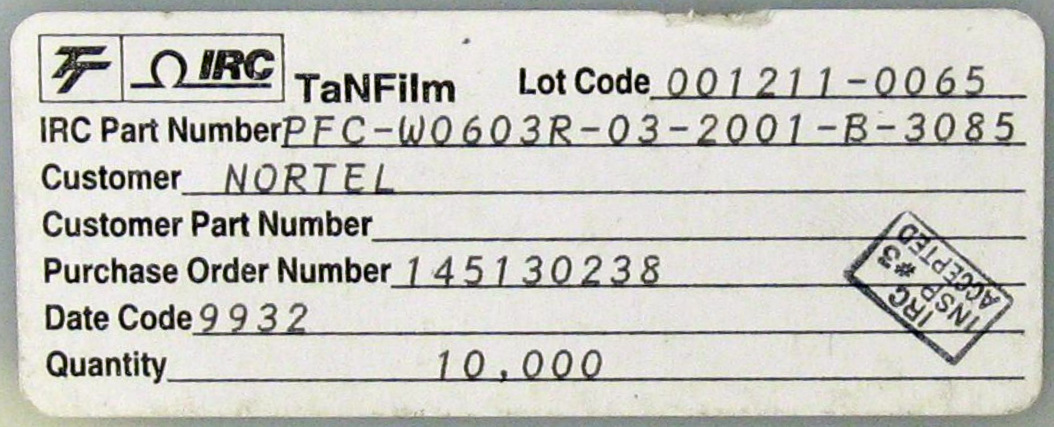 TT Ω IRC TaNFilm Lot Code 001211-0065
IRC Part Number PFC-W0603R-03-2001-B-3085
Customer NORTEL
Customer Part Number
Purchase Order Number 145130238
Date Code 9932
Quantity 10,000
IRC #3
INSP
ACCEPTED